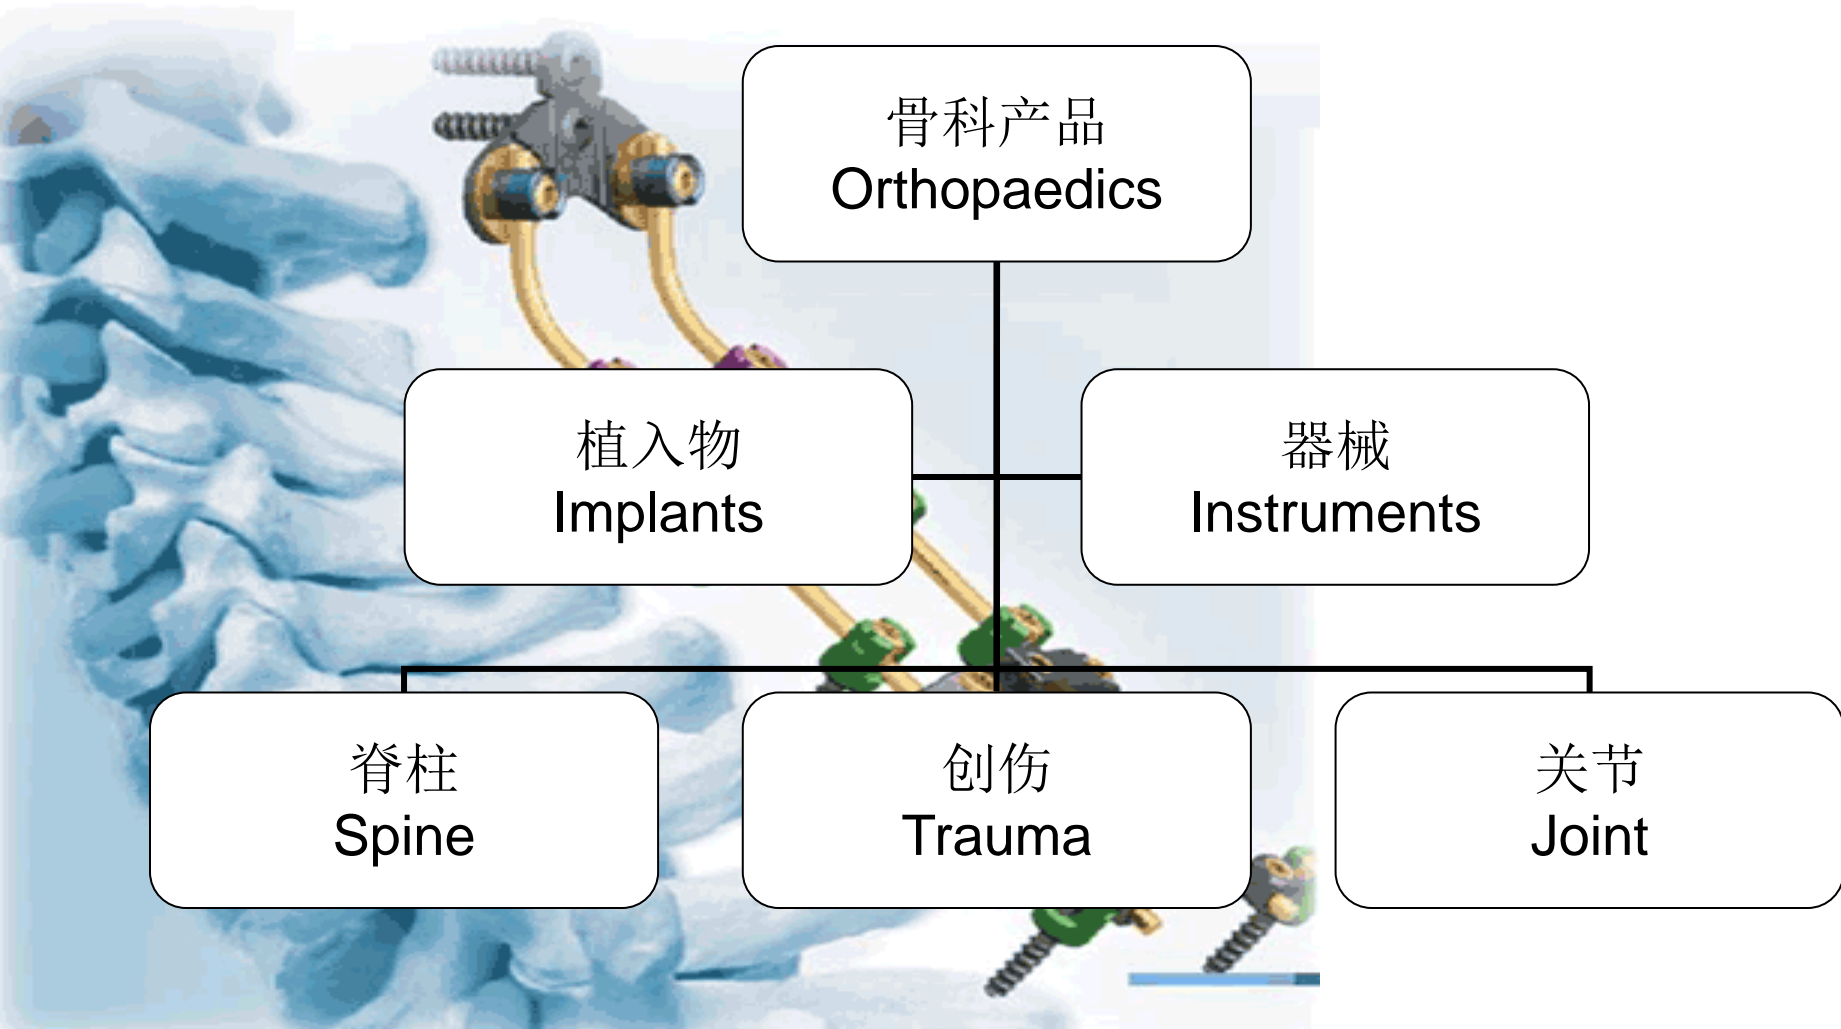 骨科产品
Orthopaedics
植入物
Implants
器械
Instruments
脊柱
Spine
创伤
Trauma
关节
Joint